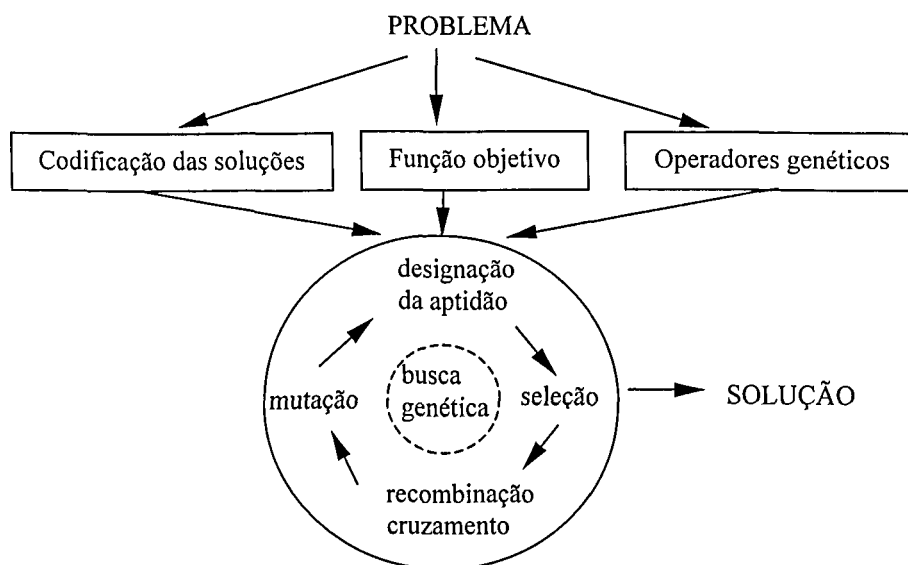 PROBLEMA
Codificação das soluções
Função objetivo
Operadores genéticos
designação
da aptidão
busca
genética
mutação
seleção
SOLUÇÃO
recombinação
cruzamento